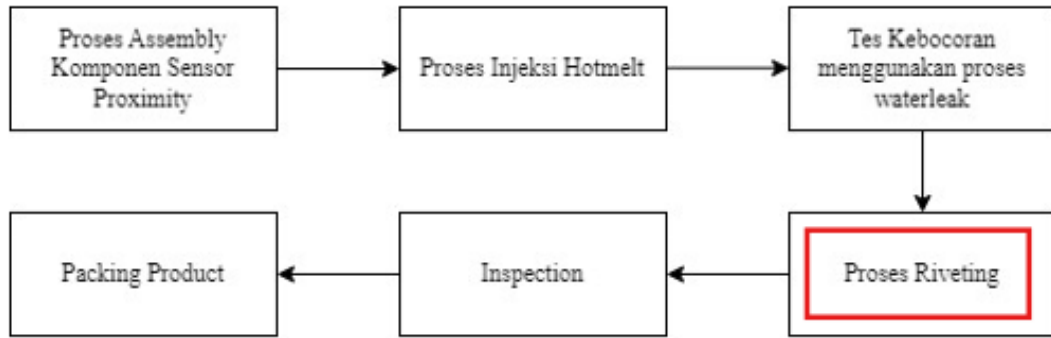 Proses Assembly
Komponen Sensor
Proximity
Proses Injeksi Hotmelt
Tes Kebocoran
menggunakan proses
waterleak
Proses Riveting
Inspection
Packing Product